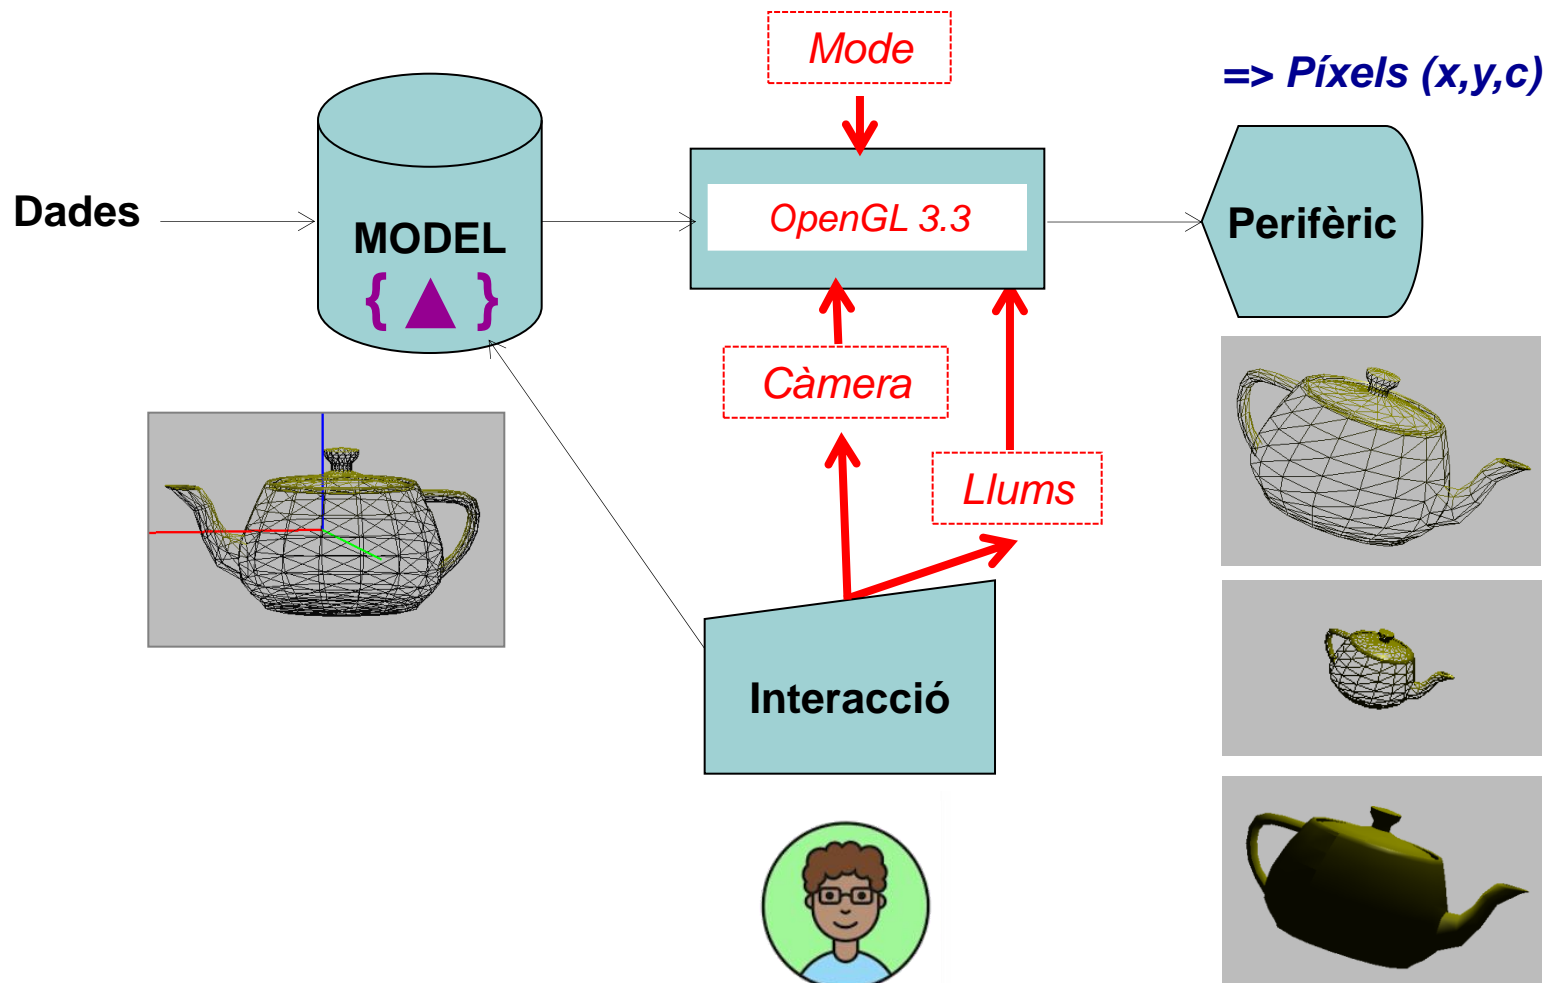 Mode
=> Píxels (x,y,c)
Dades
MODEL
{ ▲ }
OpenGL 3.3
Perifèric
Càmera
Llums
Interacció